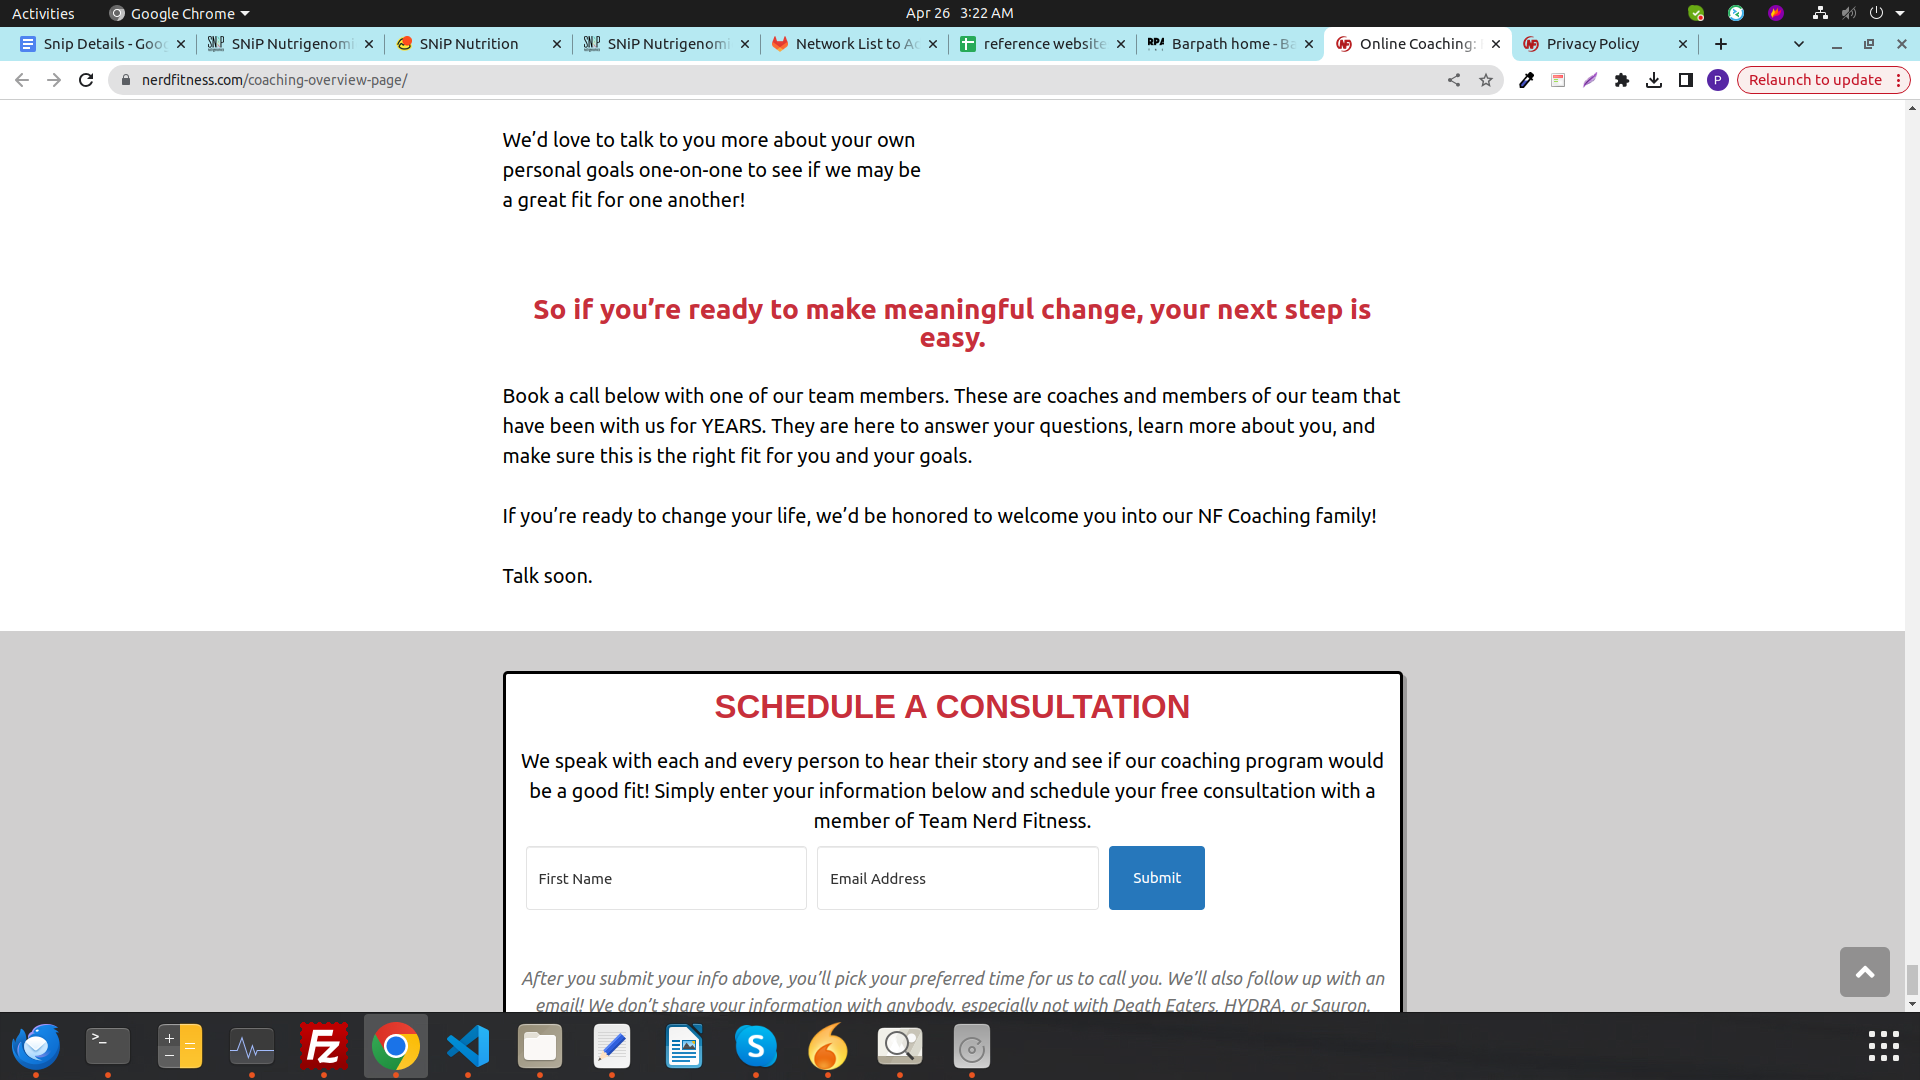 Activities
Google Chrome
Apr 26 3:22 AM
Snip Details - Goog
SNiP Nutrigenomi
SNiP Nutrition
SNiP Nutrigenomi
Network List to Ac
reference website
RPA Barpath home - Ba
Online Coaching:
Privacy Policy
nerdfitness.com/coaching-overview-page/
P
Relaunch to update
We’d love to talk to you more about your own
personal goals one-on-one to see if we may be
a great fit for one another!
So if you’re ready to make meaningful change, your next step is
easy.
Book a call below with one of our team members. These are coaches and members of our team that
have been with us for YEARS. They are here to answer your questions, learn more about you, and
make sure this is the right fit for you and your goals.
If you’re ready to change your life, we’d be honored to welcome you into our NF Coaching family!
Talk soon.
SCHEDULE A CONSULTATION
We speak with each and every person to hear their story and see if our coaching program would
be a good fit! Simply enter your information below and schedule your free consultation with a
member of Team Nerd Fitness.
First Name
Email Address
Submit
After you submit your info above, you’ll pick your preferred time for us to call you. We’ll also follow up with an
email! We don’t share your information with anybody, especially not with Death Eaters, HYDRA, or Sauron.